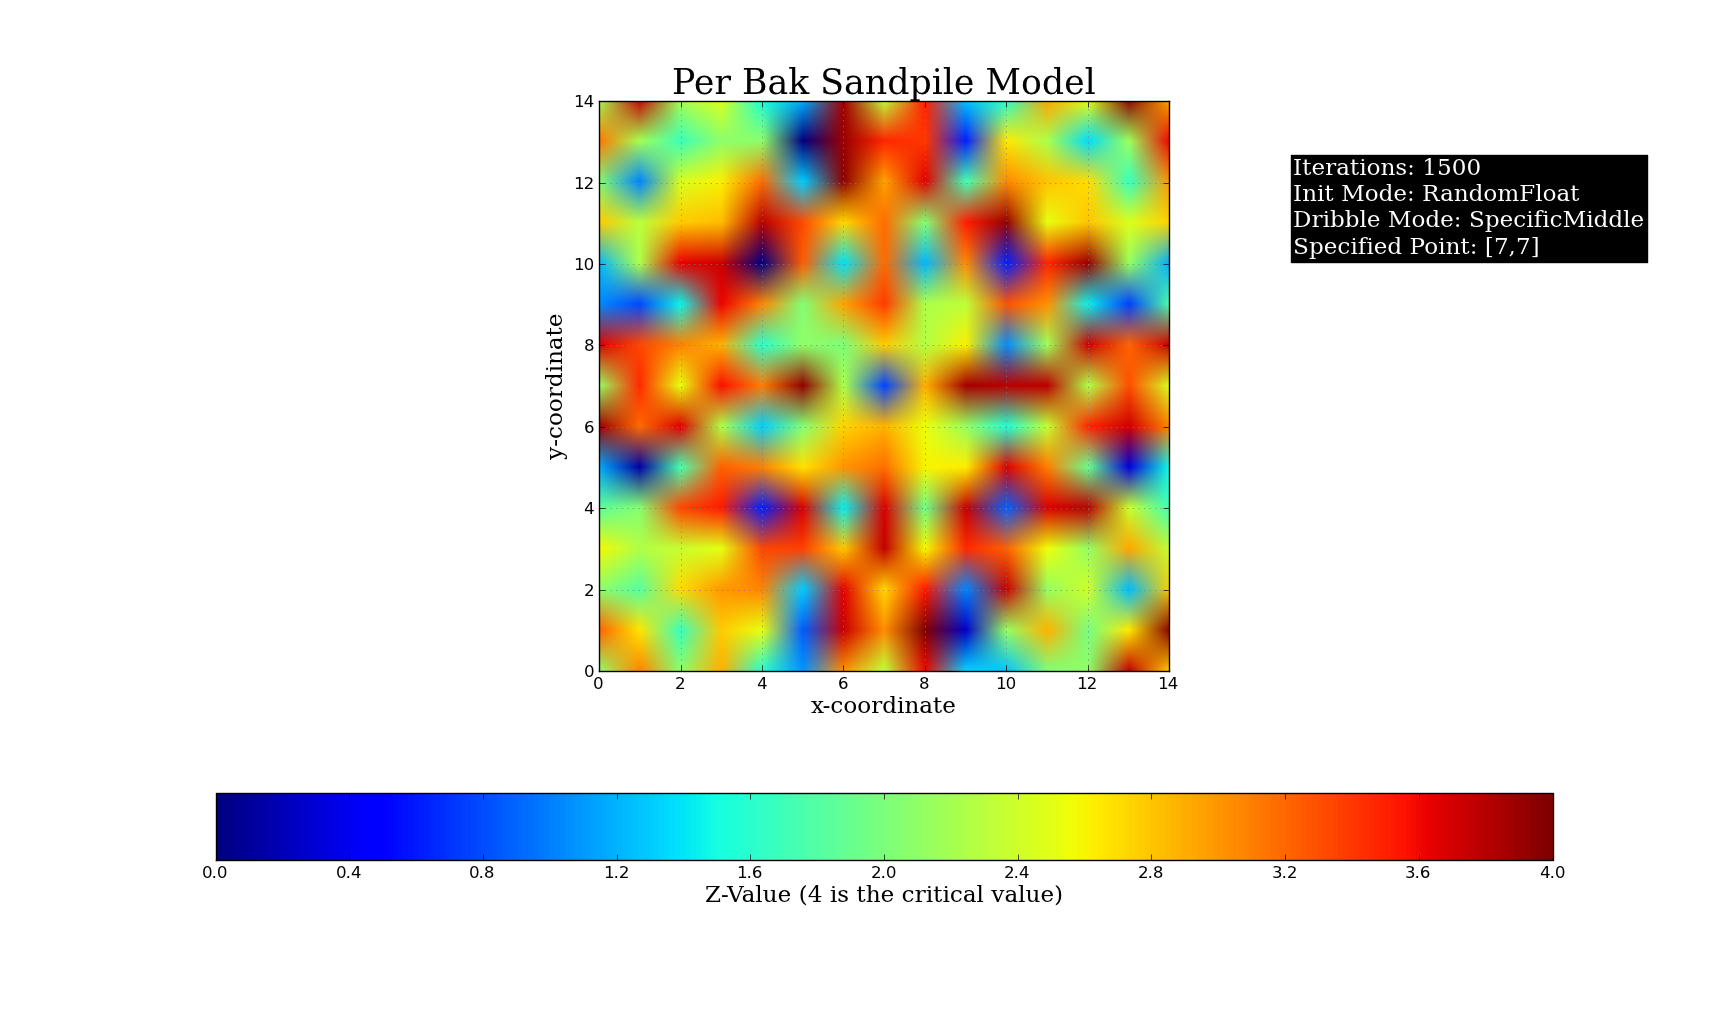 Per Bak Sandpile Model
14
12
10
8
6
4
2
0
y-coordinate
0 2 4 6 8 10 12 14
x-coordinate
Iterations: 1500
Init Mode: RandomFloat
Dribble Mode: SpecificMiddle
Specified Point: [7,7]
0.0 0.4 0.8 1.2 1.6 2.0 2.4 2.8 3.2 3.6 4.0
Z-Value (4 is the critical value)